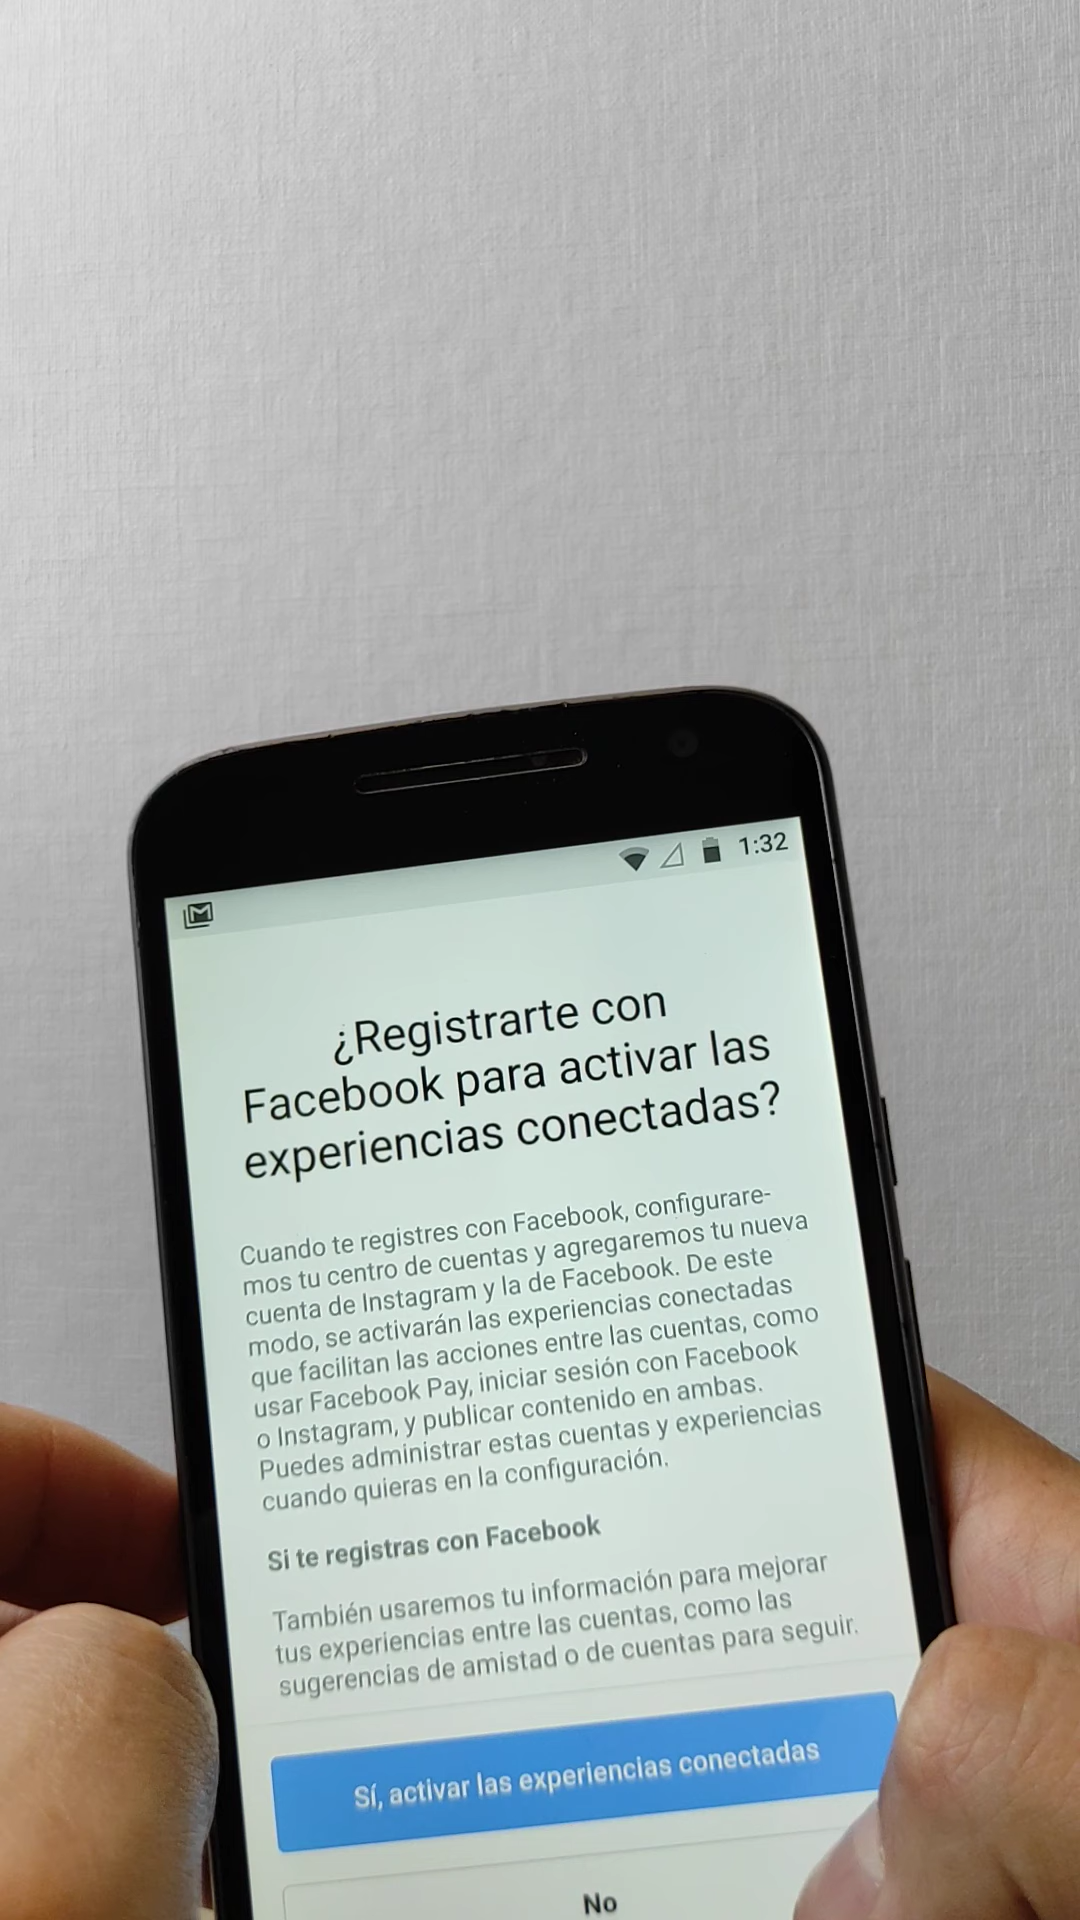 1:32
¿Registrarte con
Facebook para activar las
experiencias conectadas?
Cuando te registres con Facebook, configurare-
mos tu centro de cuentas y agregaremos tu nueva
cuenta de Instagram y la de Facebook. De este
modo, se activarán las experiencias conectadas
que facilitan las acciones entre las cuentas, como
usar Facebook Pay, iniciar sesión con Facebook
o Instagram, y publicar contenido en ambas.
Puedes administrar estas cuentas y experiencias
cuando quieras en la configuración.
Si te registras con Facebook
También usaremos tu información para mejorar
tus experiencias entre las cuentas, como las
sugerencias de amistad o de cuentas para seguir.
Sí, activar las experiencias conectadas
No